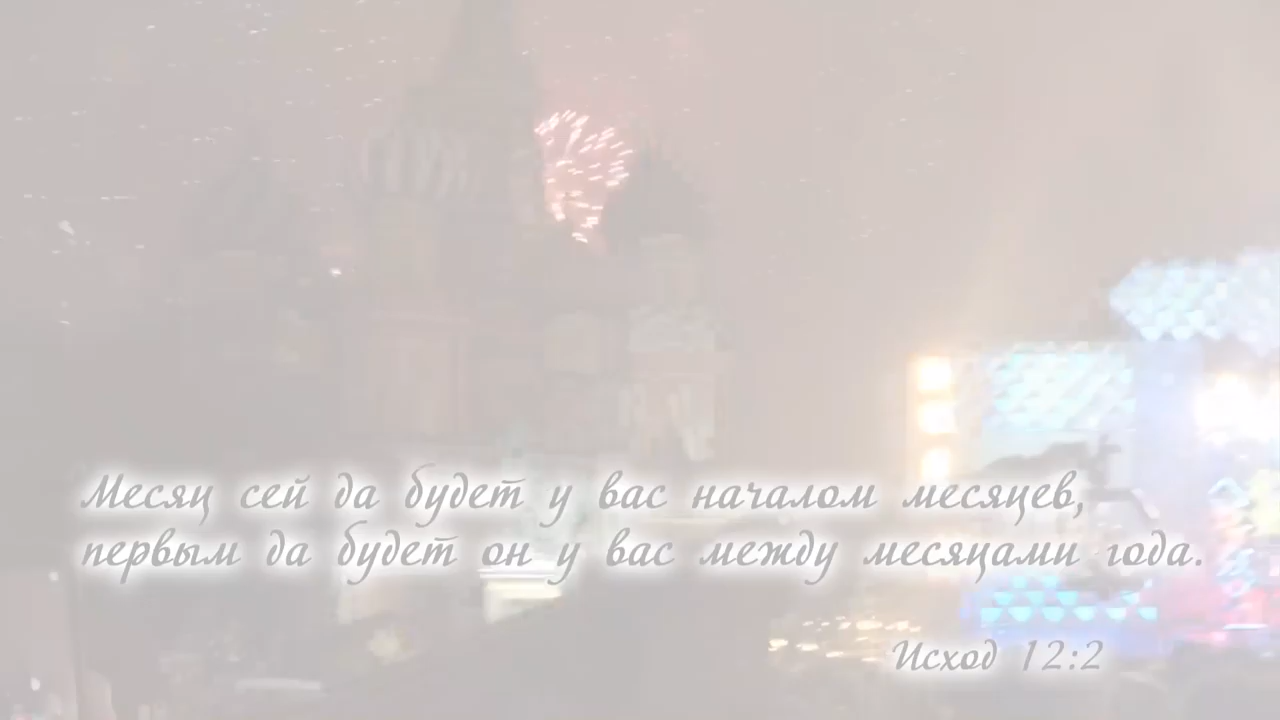 Месяц сей да будет у вас началом месяцев,
первым да будет он у вас между месяцами года.
Исход 12:2